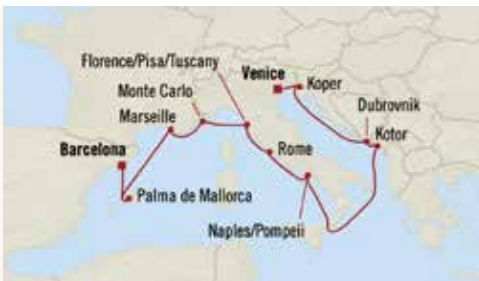 Florence/Pisa/Tuscany
Venice
Koper
Monte Carlo
Dubrovnik
Marseille
Kotor
Barcelona
Rome
Palma de Mallorca
Naples/Pompeii